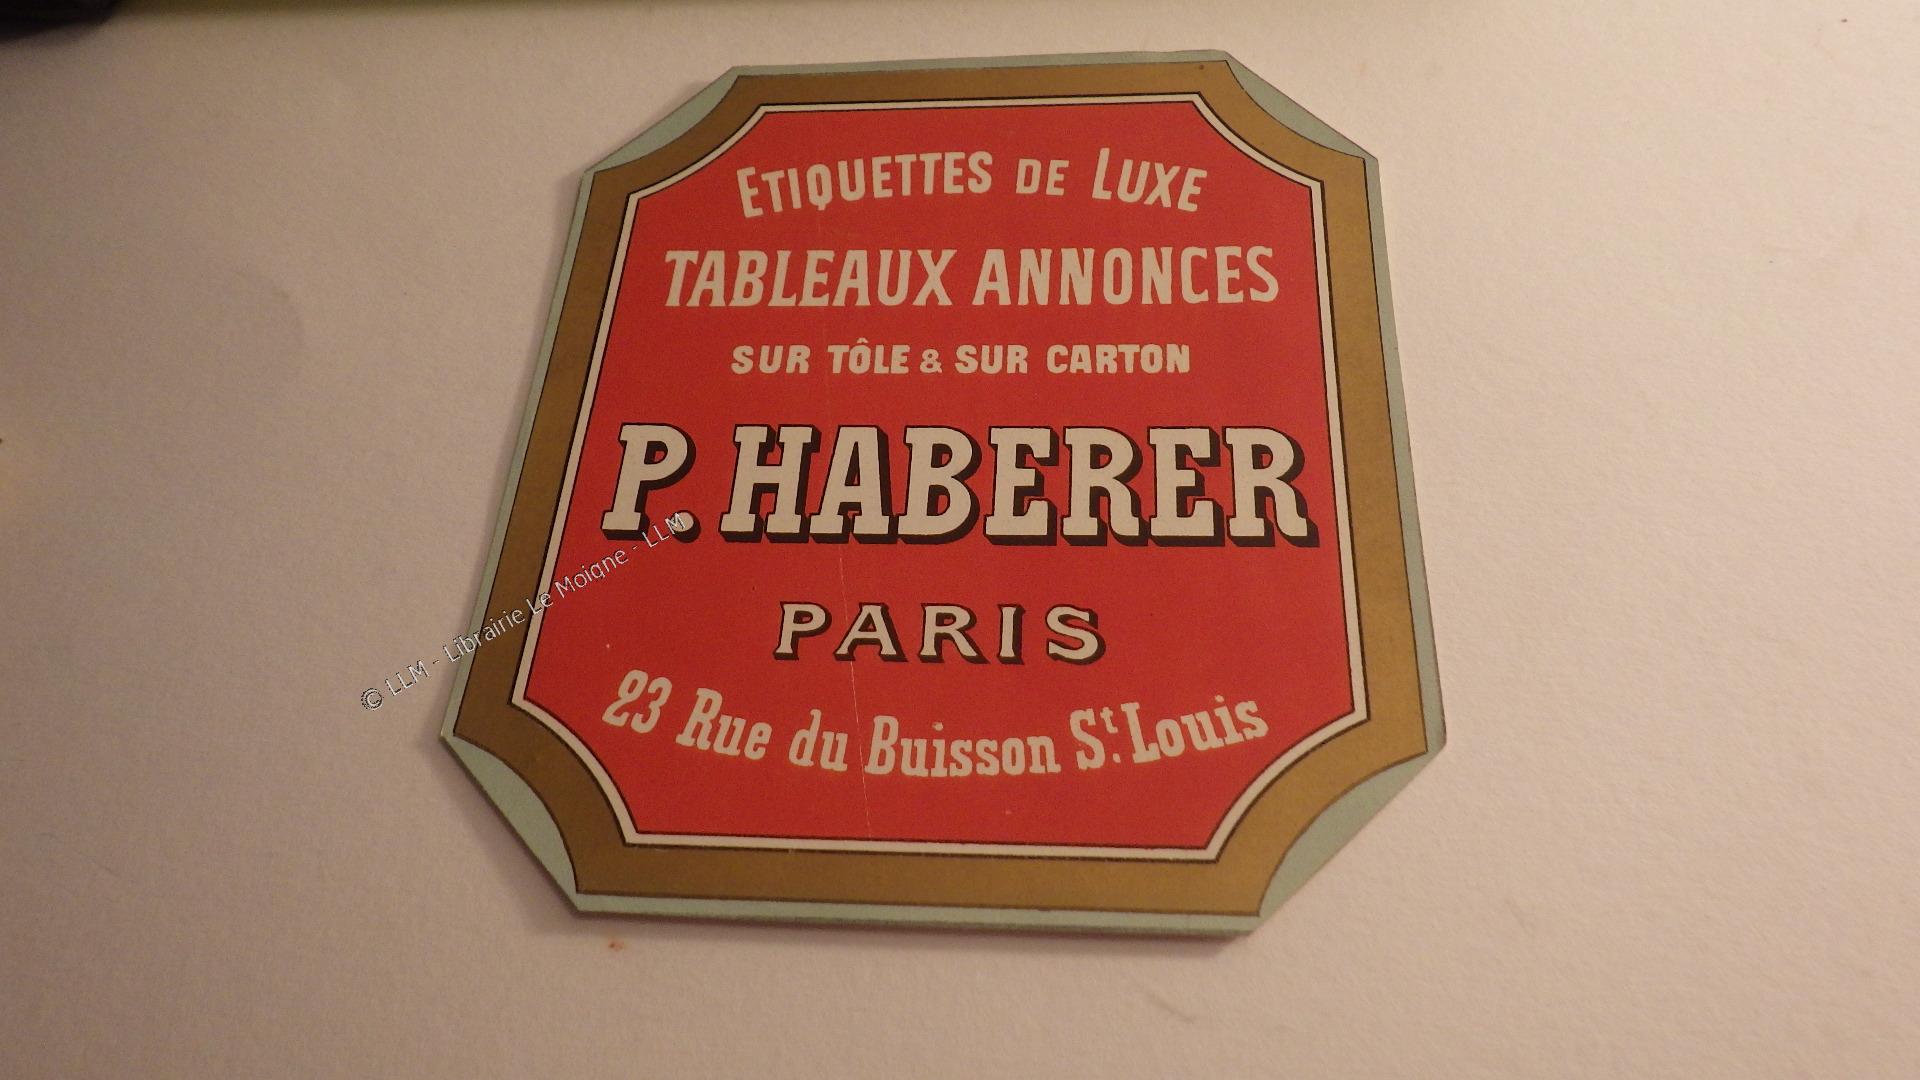 ETIQUETTES DE LUXE
TABLEAUX ANNONCES
SUR TÔLE & SUR CARTON
P. HABERER
PARIS
23 Rue du Buisson St. Louis
© LLM - Librairie Le Moigne - LLM